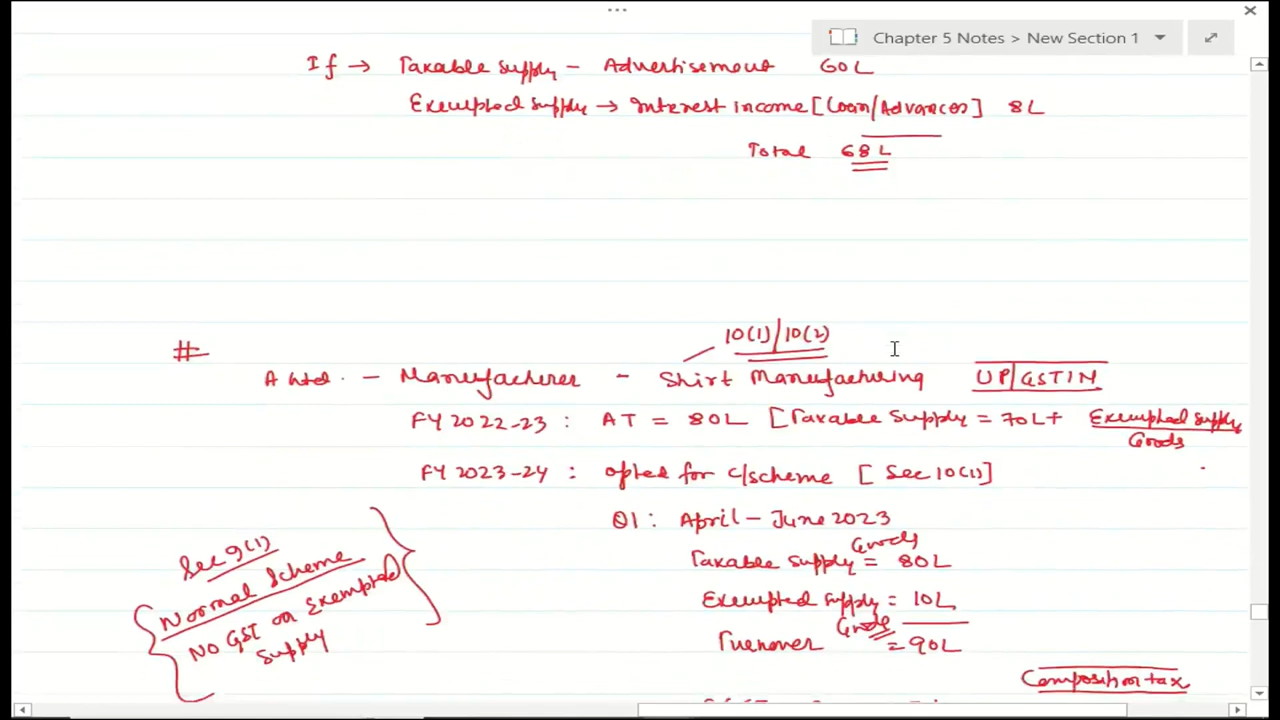 Chapter 5 Notes > New Section 1
If → Taxable supply - Advertisement 60L
Exempted supply → Interest income [Loan/Advances] 8L
Total 68L
#
10(1)/10(2)
A Ltd. - Manufacturer - Shirt Manufacturing UP/GSTIN
FY 2022-23 : AT = 80L [Taxable Supply = 70L + Exempted supply
Goods
FY 2023-24 : opted for c/scheme [Sec 10(1)]
Q1 : April - June 2023
Taxable supply Goods = 80L
Exempted supply = 10L
Goods
Turnover = 90L
Sec 9(1)
Normal Scheme
NO GST on Exempted
supply
Composition tax